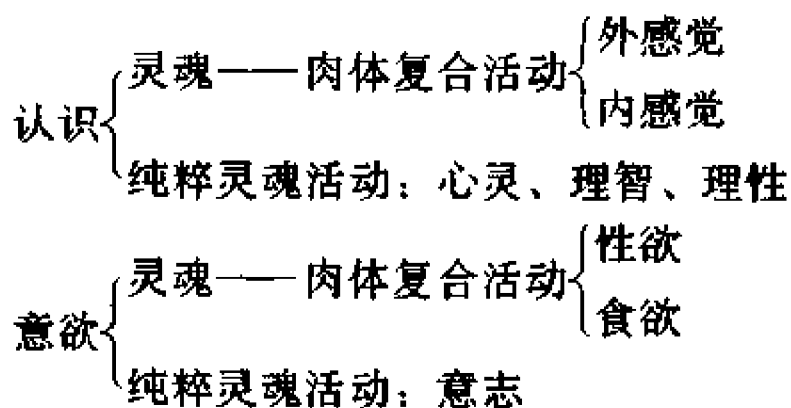 外感觉
灵魂——肉体复合活动
内感觉
认识
纯粹灵魂活动：心灵、理智、理性
性欲
灵魂——肉体复合活动
食欲
意欲
纯粹灵魂活动：意志